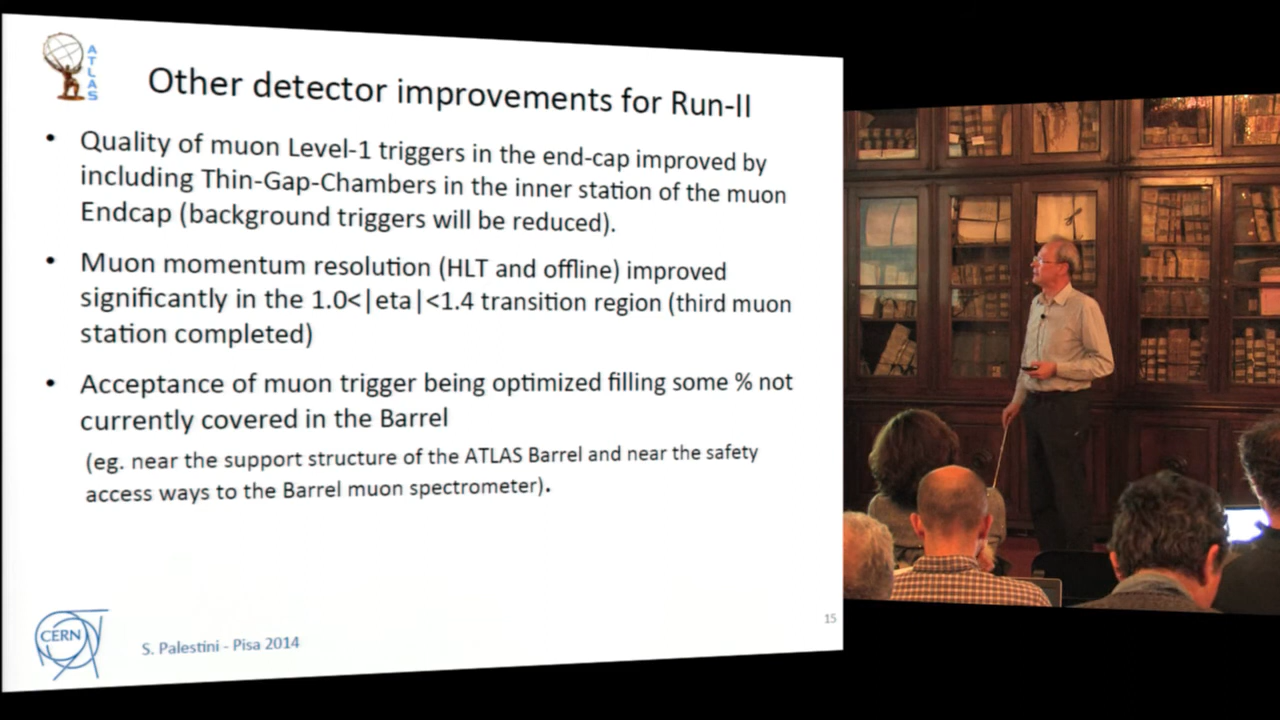 ATLAS
Other detector improvements for Run-II
• Quality of muon Level-1 triggers in the end-cap improved by
including Thin-Gap-Chambers in the inner station of the muon
Endcap (background triggers will be reduced).
• Muon momentum resolution (HLT and offline) improved
significantly in the 1.0<|eta|<1.4 transition region (third muon
station completed)
• Acceptance of muon trigger being optimized filling some % not
currently covered in the Barrel
(eg. near the support structure of the ATLAS Barrel and near the safety
access ways to the Barrel muon spectrometer).
CERN
S. Palestini - Pisa 2014
15